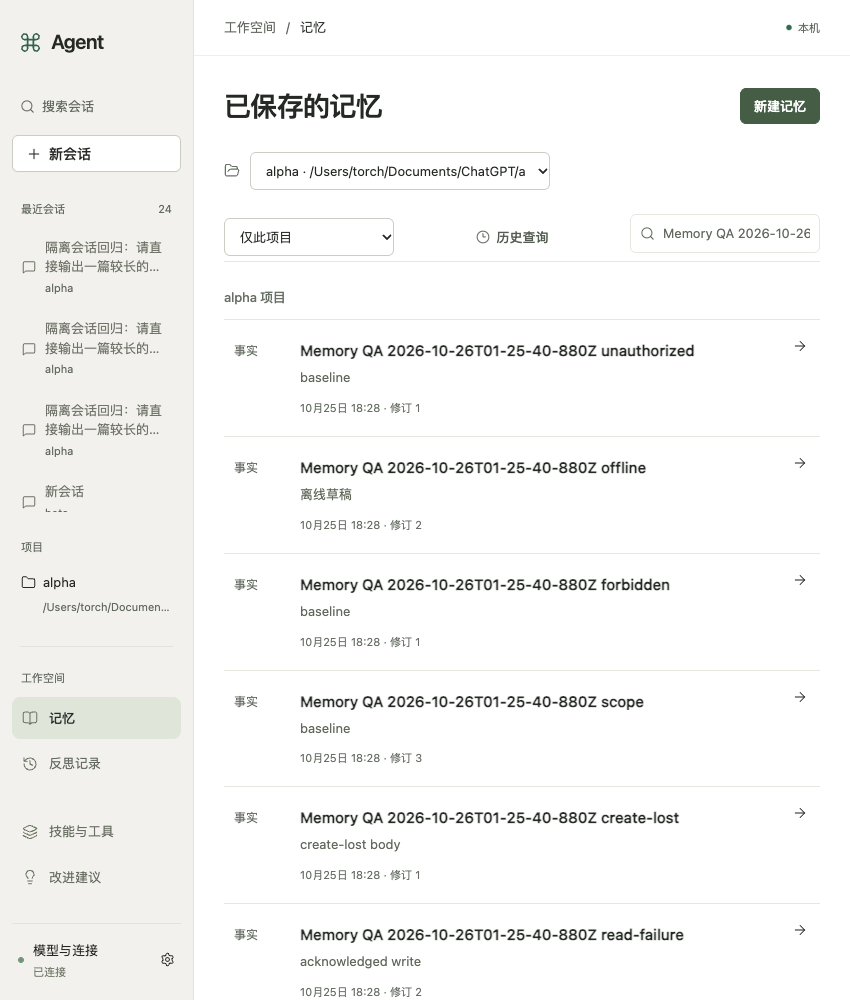 Agent
搜索会话
新会话
最近会话 24
隔离会话回归：请直
接输出一篇较长的...
alpha
隔离会话回归：请直
接输出一篇较长的...
alpha
隔离会话回归：请直
接输出一篇较长的...
alpha
新会话
项目
alpha
/Users/torch/Documen...
工作空间
记忆
反思记录
技能与工具
改进建议
模型与连接
已连接
工作空间 / 记忆
本机
已保存的记忆
新建记忆
alpha · /Users/torch/Documents/ChatGPT/a
仅此项目
历史查询
Memory QA 2026-10-26
alpha 项目
事实
Memory QA 2026-10-26T01-25-40-880Z unauthorized
baseline
10月25日 18:28 · 修订 1
事实
Memory QA 2026-10-26T01-25-40-880Z offline
离线草稿
10月25日 18:28 · 修订 2
事实
Memory QA 2026-10-26T01-25-40-880Z forbidden
baseline
10月25日 18:28 · 修订 1
事实
Memory QA 2026-10-26T01-25-40-880Z scope
baseline
10月25日 18:28 · 修订 3
事实
Memory QA 2026-10-26T01-25-40-880Z create-lost
create-lost body
10月25日 18:28 · 修订 1
事实
Memory QA 2026-10-26T01-25-40-880Z read-failure
acknowledged write
10月25日 18:28 · 修订 2